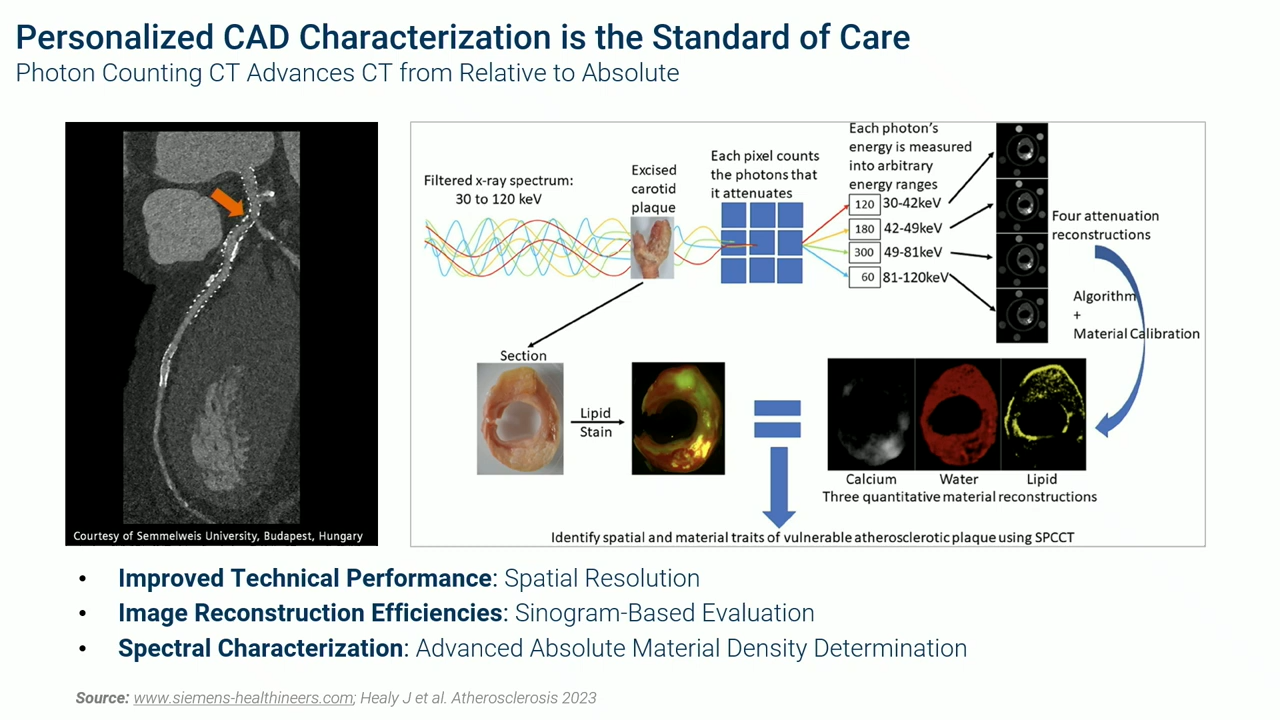 Personalized CAD Characterization is the Standard of Care
Photon Counting CT Advances CT from Relative to Absolute
Courtesy of Semmelweis University, Budapest, Hungary
Filtered x-ray spectrum:
30 to 120 keV
Excised
carotid
plaque
Each pixel counts
the photons that
it attenuates
Each photon's
energy is measured
into arbitrary
energy ranges
120 30-42keV
180 42-49keV
300 49-81keV
60 81-120keV
Four attenuation
reconstructions
Algorithm
+
Material Calibration
Section
Lipid
Stain
Calcium Water Lipid
Three quantitative material reconstructions
Identify spatial and material traits of vulnerable atherosclerotic plaque using SPCCT
• Improved Technical Performance: Spatial Resolution
• Image Reconstruction Efficiencies: Sinogram-Based Evaluation
• Spectral Characterization: Advanced Absolute Material Density Determination
Source: www.siemens-healthineers.com; Healy J et al. Atherosclerosis 2023